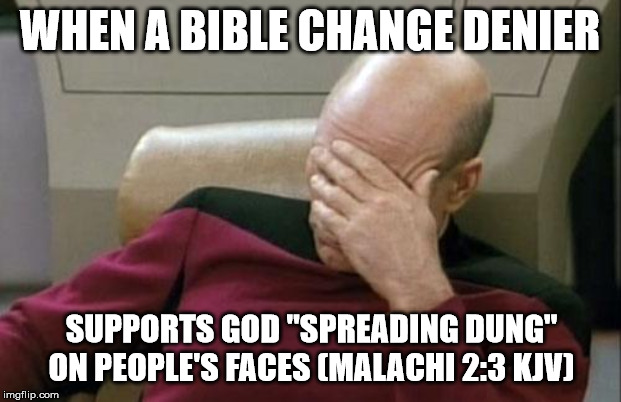 WHEN A BIBLE CHANGE DENIER
SUPPORTS GOD "SPREADING DUNG"
ON PEOPLE'S FACES (MALACHI 2:3 KJV)
imgflip.com